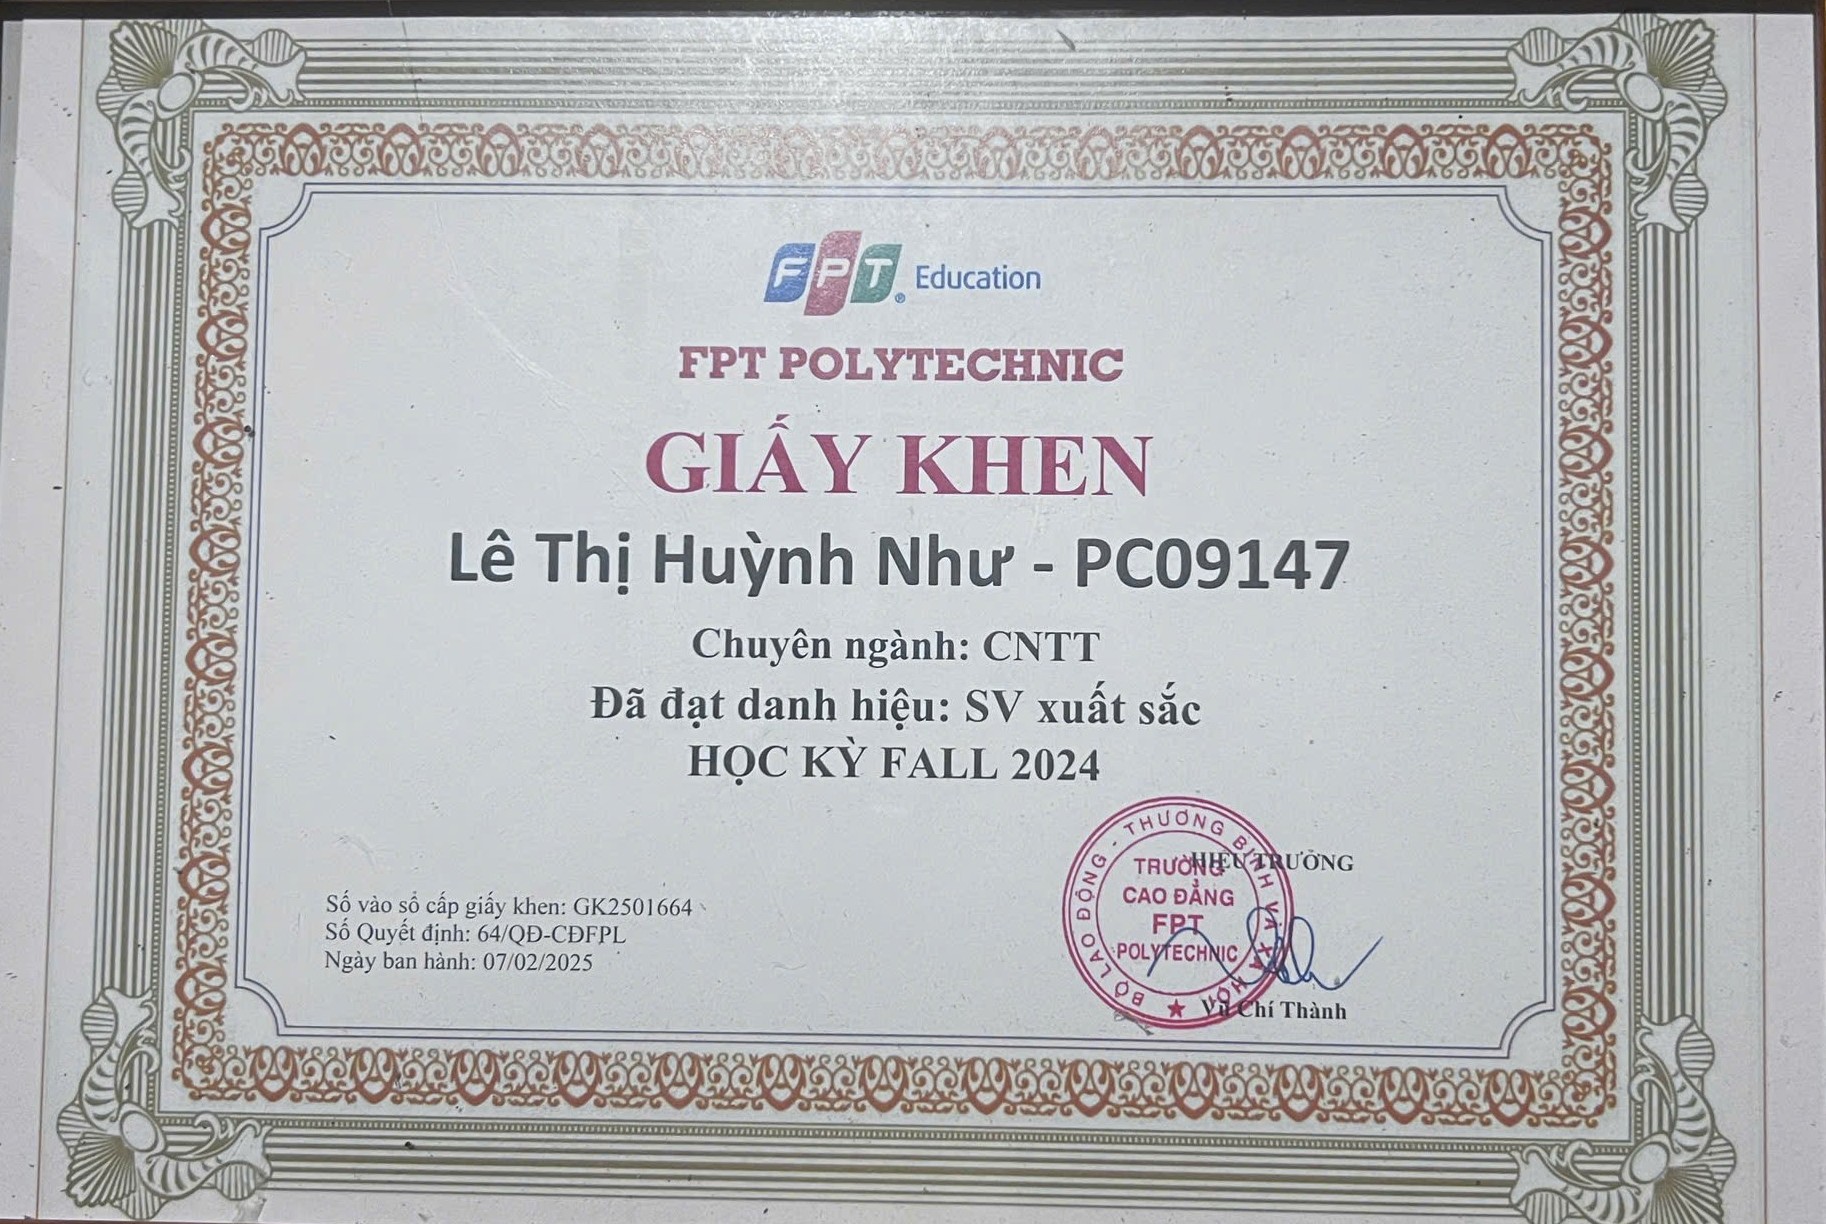 FPT Education
FPT POLYTECHNIC
GIẤY KHEN
Lê Thị Huỳnh Như - PC09147
Chuyên ngành: CNTT
Đã đạt danh hiệu: SV xuất sắc
HỌC KỲ FALL 2024
HIỆU TRƯỞNG
BỘ LAO ĐỘNG - THƯƠNG BINH VÀ XÃ HỘI
TRƯỜNG
CAO ĐẲNG
FPT
POLYTECHNIC
Vũ Chí Thành
Số vào sổ cấp giấy khen: GK2501664
Số Quyết định: 64/QĐ-CĐFPL
Ngày ban hành: 07/02/2025